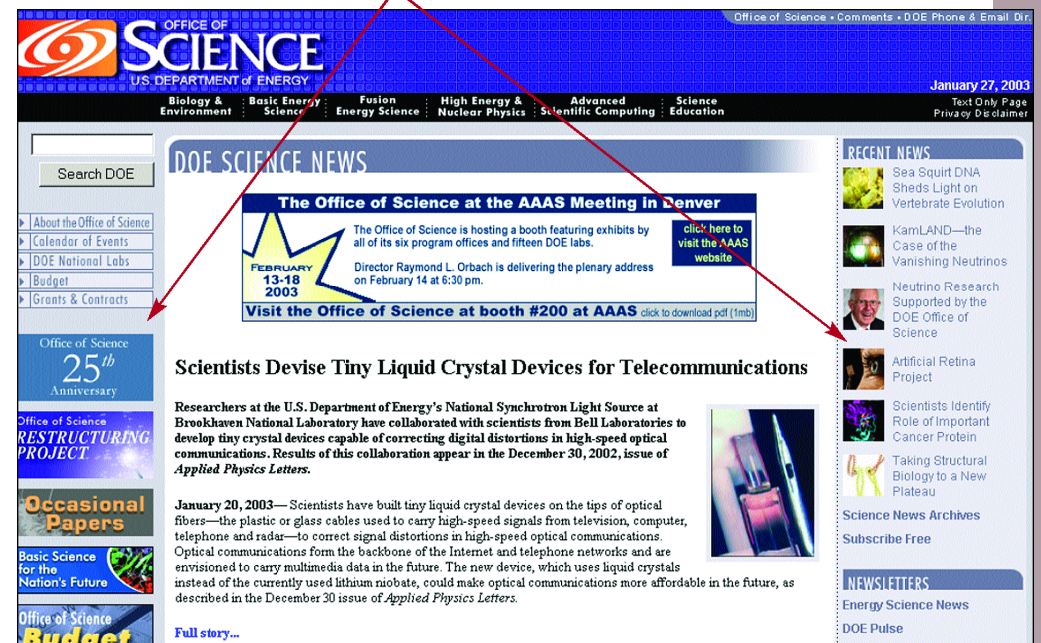 Office of Science • Comments • DOE Phone & Email Dir.
OFFICE OF
SCIENCE
U.S. DEPARTMENT of ENERGY
January 27, 2003
Biology & Environment
Basic Energy Science
Fusion Energy Science
High Energy & Nuclear Physics
Advanced Scientific Computing
Science Education
Text Only Page
Privacy Disclaimer
Search DOE
About the Office of Science
Calendar of Events
DOE National Labs
Budget
Grants & Contracts
Office of Science
25th
Anniversary
Office of Science
RESTRUCTURING
PROJECT
Occasional
Papers
Basic Science
for the
Nation's Future
Office of Science
Budget
DOE SCIENCE NEWS
The Office of Science at the AAAS Meeting in Denver
FEBRUARY
13-18
2003
The Office of Science is hosting a booth featuring exhibits by
all of its six program offices and fifteen DOE labs.
Director Raymond L. Orbach is delivering the plenary address
on February 14 at 6:30 pm.
click here to
visit the AAAS
website
Visit the Office of Science at booth #200 at AAAS click to download pdf (1mb)
Scientists Devise Tiny Liquid Crystal Devices for Telecommunications
Researchers at the U.S. Department of Energy's National Synchrotron Light Source at
Brookhaven National Laboratory have collaborated with scientists from Bell Laboratories to
develop tiny crystal devices capable of correcting digital distortions in high-speed optical
communications. Results of this collaboration appear in the December 30, 2002, issue of
Applied Physics Letters.
January 20, 2003— Scientists have built tiny liquid crystal devices on the tips of optical
fibers—the plastic or glass cables used to carry high-speed signals from television, computer,
telephone and radar—to correct signal distortions in high-speed optical communications.
Optical communications form the backbone of the Internet and telephone networks and are
envisioned to carry multimedia data in the future. The new device, which uses liquid crystals
instead of the currently used lithium niobate, could make optical communications more affordable in the future, as
described in the December 30 issue of Applied Physics Letters.
Full story...
RECENT NEWS
Sea Squirt DNA
Sheds Light on
Vertebrate Evolution
KamLAND—the
Case of the
Vanishing Neutrinos
Neutrino Research
Supported by the
DOE Office of
Science
Artificial Retina
Project
Scientists Identify
Role of Important
Cancer Protein
Taking Structural
Biology to a New
Plateau
Science News Archives
Subscribe Free
NEWSLETTERS
Energy Science News
DOE Pulse